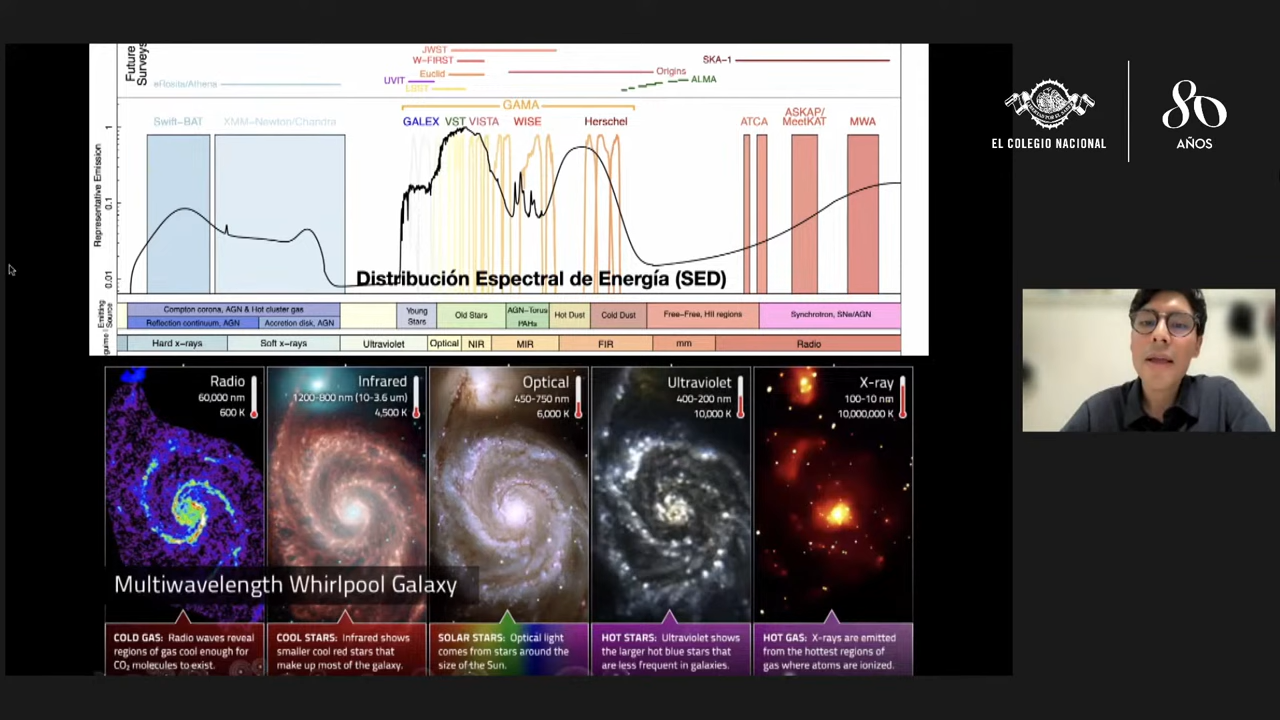 Future
Surveys
JWST
W-FIRST
SKA-1
Euclid
Origins
UVIT
ALMA
eRosita/Athena
LSST
GAMA
Swift-BAT
XMM-Newton/Chandra
GALEX
VST
VISTA
WISE
Herschel
ATCA
ASKAP/
MeetKAT
MWA
Representative Emission
1
0.1
0.01
Distribución Espectral de Energía (SED)
Emitting
Source
Compton corona, AGN & Hot cluster gas
Reflection continuum, AGN
Accretion disk, AGN
Young
Stars
Old Stars
AGN-Torus
PAHs
Hot Dust
Cold Dust
Free-Free, HII regions
Synchrotron, SNe/AGN
Hard x-rays
Soft x-rays
Ultraviolet
Optical
NIR
MIR
FIR
mm
Radio
Radio
60,000 nm
600 K
Infrared
1200-800 nm (10-3.6 um)
4,500 K
Optical
450-750 nm
6,000 K
Ultraviolet
400-200 nm
10,000 K
X-ray
100-10 nm
10,000,000 K
Multiwavelength Whirlpool Galaxy
COLD GAS: Radio waves reveal
regions of gas cool enough for
CO₂ molecules to exist.
COOL STARS: Infrared shows
smaller cool red stars that
make up most of the galaxy.
SOLAR STARS: Optical light
comes from stars around the
size of the Sun.
HOT STARS: Ultraviolet shows
the larger hot blue stars that
are less frequent in galaxies.
HOT GAS: X-rays are emitted
from the hottest regions of
gas where atoms are ionized.
EL COLEGIO NACIONAL
80
AÑOS